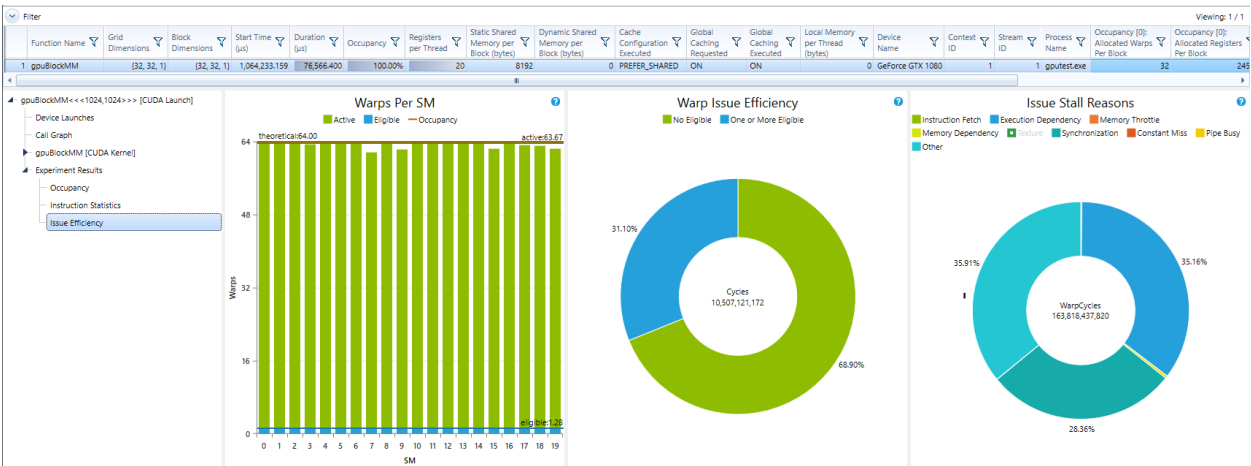 Filter
Viewing: 1 / 1
Function Name
Grid Dimensions
Block Dimensions
Start Time (μs)
Duration (μs)
Occupancy
Registers per Thread
Static Shared Memory per Block (bytes)
Dynamic Shared Memory per Block (bytes)
Cache Configuration Executed
Global Caching Requested
Global Caching Executed
Local Memory per Thread (bytes)
Device Name
Context ID
Stream ID
Process Name
Occupancy [0]: Allocated Warps Per Block
Occupancy [0]: Allocated Registers Per Block
1 gpuBlockMM {32, 32, 1} {32, 32, 1} 1,064,233.159 76,566.400 100.00% 20 8192 0 PREFER_SHARED ON ON 0 GeForce GTX 1080 1 1 gputest.exe 32 245
gpuBlockMM<<<1024,1024>>> [CUDA Launch]
Device Launches
Call Graph
gpuBlockMM [CUDA Kernel]
Experiment Results
Occupancy
Instruction Statistics
Issue Efficiency
Warps Per SM
Active Eligible Occupancy
theoretical:64.00
active:63.67
64
48
32
16
0
Warps
eligible:1.28
0 1 2 3 4 5 6 7 8 9 10 11 12 13 14 15 16 17 18 19
SM
Warp Issue Efficiency
No Eligible One or More Eligible
31.10%
Cycles
10,507,121,172
68.90%
Issue Stall Reasons
Instruction Fetch Execution Dependency Memory Throttle
Memory Dependency Texture Synchronization Constant Miss Pipe Busy
Other
35.91%
35.16%
WarpCycles
163,818,437,820
28.36%